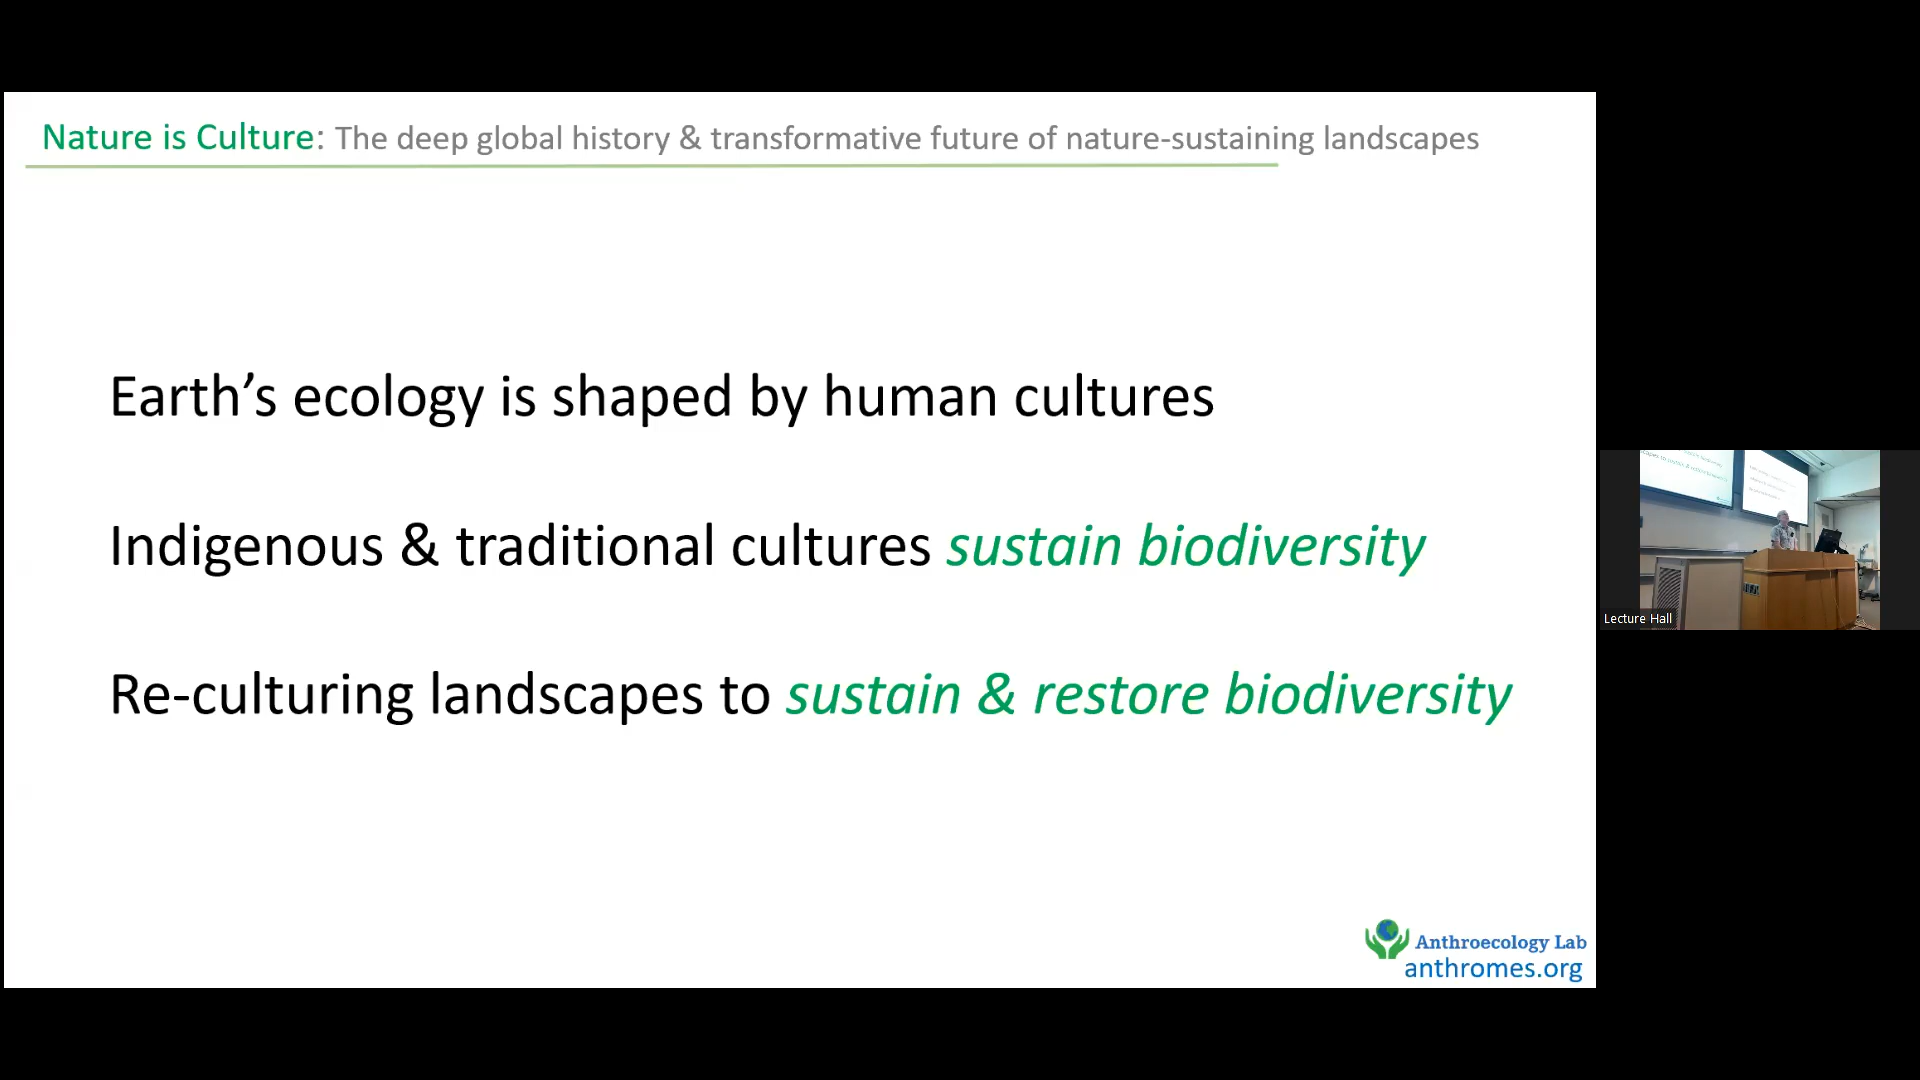 Nature is Culture: The deep global history & transformative future of nature-sustaining landscapes
Earth’s ecology is shaped by human cultures
Indigenous & traditional cultures sustain biodiversity
Re-culturing landscapes to sustain & restore biodiversity
Anthroecology Lab
anthromes.org
Lecture Hall